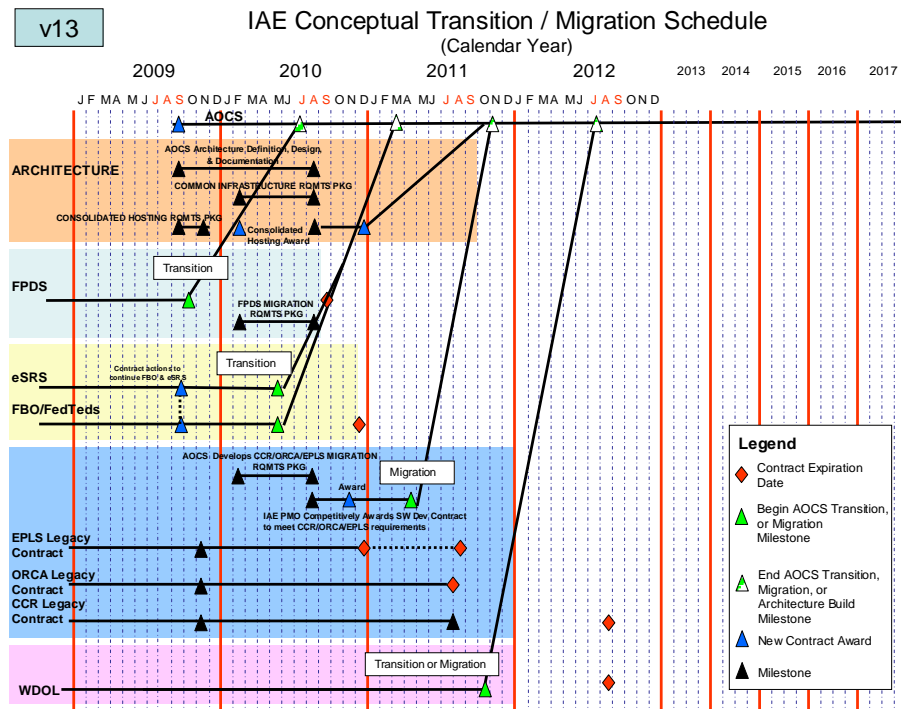 v13
IAE Conceptual Transition / Migration Schedule
(Calendar Year)
2009 2010 2011 2012 2013 2014 2015 2016 2017
J F M A M J J A S O N D J F M A M J J A S O N D J F M A M J J A S O N D J F M A M J J A S O N D
AOCS
ARCHITECTURE
AOCS Architecture Definition, Design,
& Documentation
COMMON INFRASTRUCTURE RQMTS PKG
CONSOLIDATED HOSTING RQMTS PKG
Consolidated
Hosting Award
Transition
FPDS
FPDS MIGRATION
RQMTS PKG
Transition
Contract actions to
continue FBO & eSRS
eSRS
FBO/FedTeds
AOCS Develops CCR/ORCA/EPLS MIGRATION
RQMTS PKG
Migration
Award
IAE PMO Competitively Awards SW Dev Contract
to meet CCR/ORCA/EPLS requirements
EPLS Legacy
Contract
ORCA Legacy
Contract
CCR Legacy
Contract
Transition or Migration
WDOL
Legend
Contract Expiration
Date
Begin AOCS Transition,
or Migration
Milestone
End AOCS Transition,
Migration, or
Architecture Build
Milestone
New Contract Award
Milestone